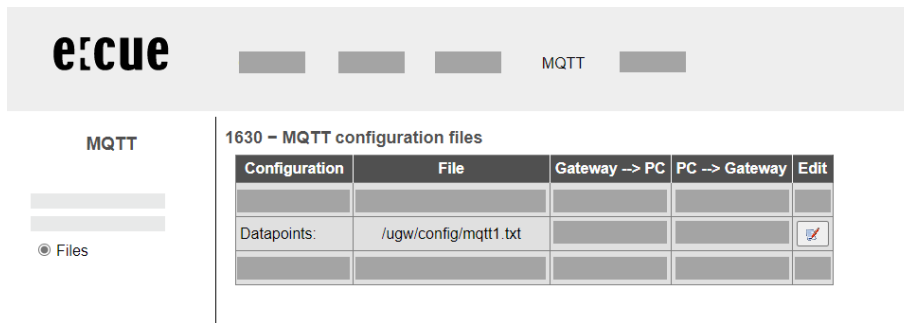 e:cue
MQTT
MQTT
Files
1630 − MQTT configuration files
Configuration File Gateway --> PC PC --> Gateway Edit
Datapoints: /ugw/config/mqtt1.txt